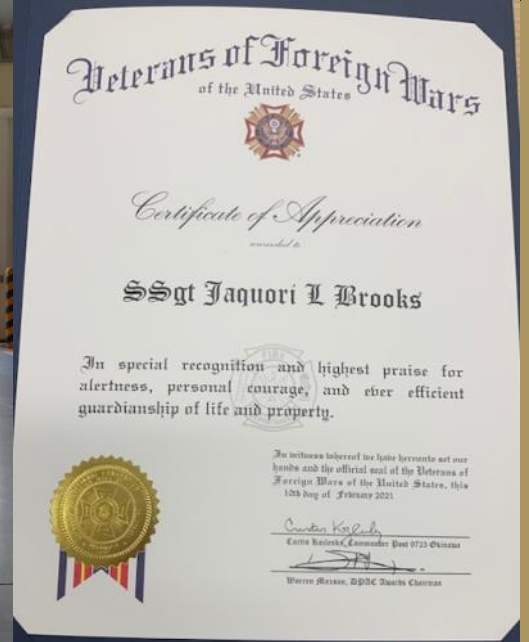 Veterans of Foreign Wars
of the United States
Certificate of Appreciation
awarded to
SSgt Jaquori L Brooks
FIRE
In special recognition and highest praise for
alertness, personal courage, and ever efficient
guardianship of life and property.
In witness whereof we have hereunto set our
hands and the official seal of the Veterans of
Foreign Wars of the United States, this
10th day of February 2021
Curtis
Curtis Commander Post 9723 Okinawa
Warren DPAC Awards Chairman